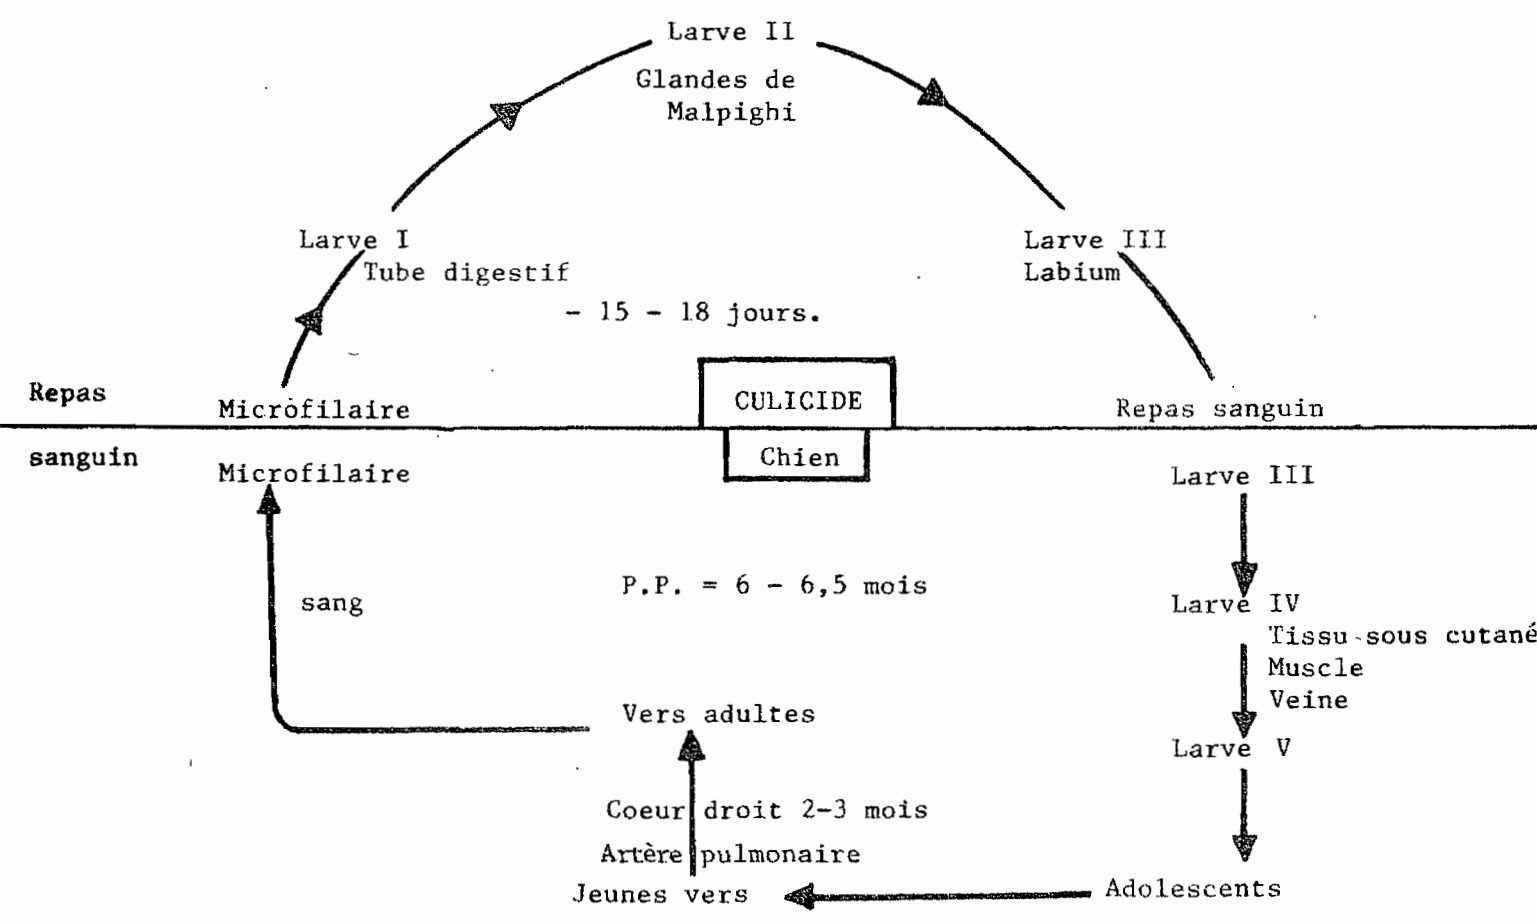 Larve II
Glandes de
Malpighi
Larve I
Tube digestif
Larve III
Labium
- 15 - 18 jours.
Repas
Microfilaire
CULICIDE
Repas sanguin
sanguin
Microfilaire
Chien
Larve III
P.P. = 6 - 6,5 mois
sang
Larve IV
Tissu sous cutané
Muscle
Veine
Vers adultes
Larve V
Coeur droit 2-3 mois
Artère pulmonaire
Jeunes vers
Adolescents